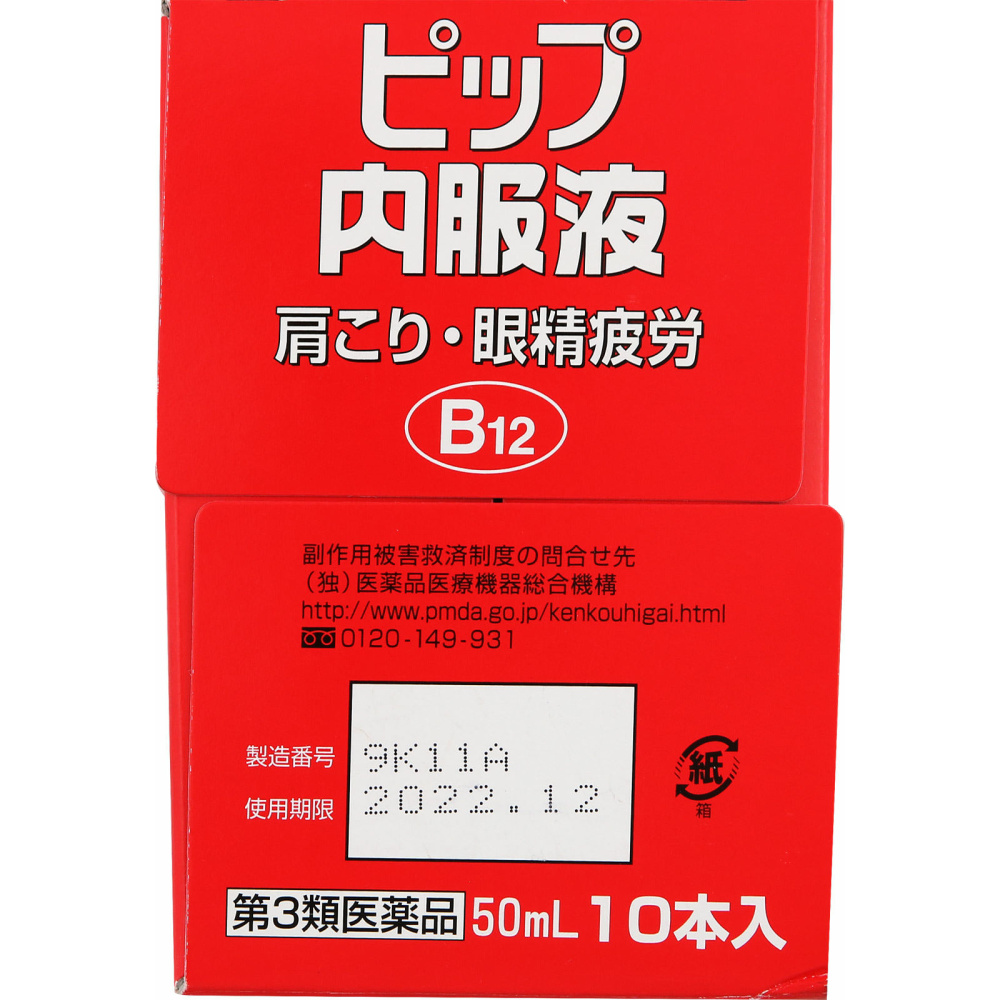 ピップ
内服液
肩こり・眼精疲労
B12
副作用被害救済制度の問合せ先
（独）医薬品医療機器総合機構
http://www.pmda.go.jp/kenkouhigai.html
0120-149-931
製造番号 9K11A
使用期限 2022.12
紙
箱
第3類医薬品 50mL 10本入